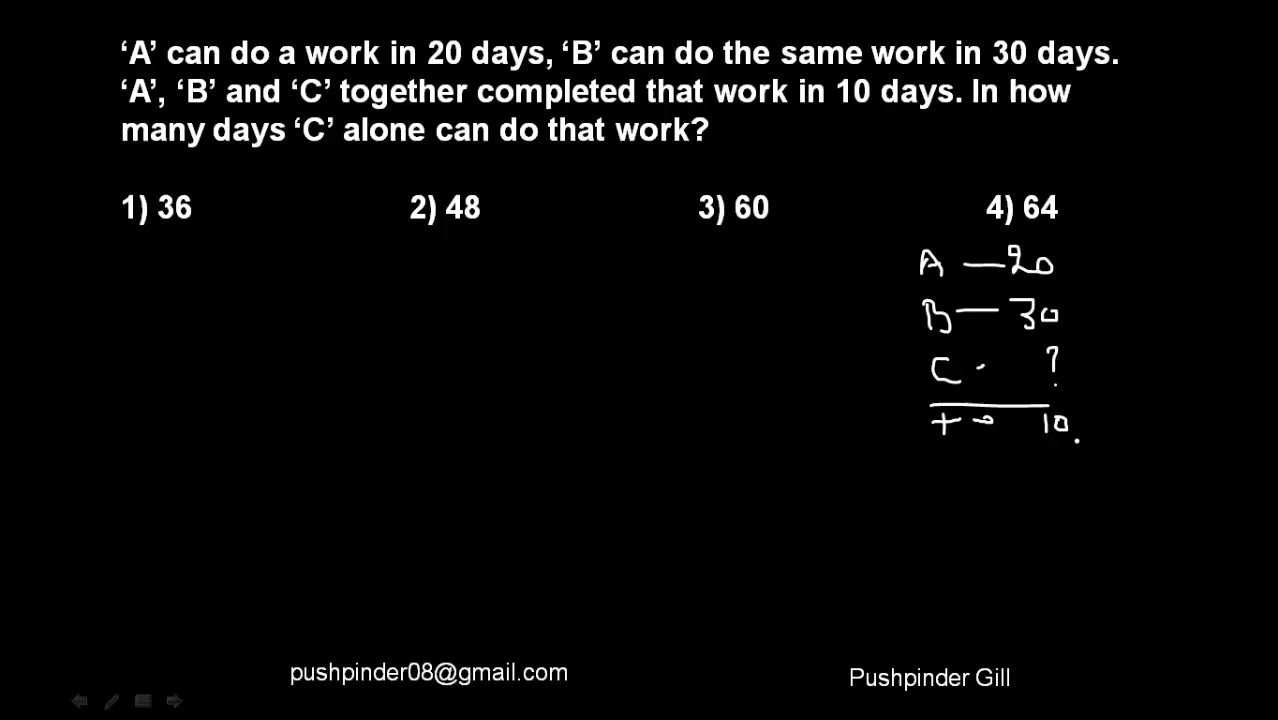 ‘A’ can do a work in 20 days, ‘B’ can do the same work in 30 days.
‘A’, ‘B’ and ‘C’ together completed that work in 10 days. In how
many days ‘C’ alone can do that work?
1) 36 2) 48 3) 60 4) 64
A — 20
B — 30
C - ?
+ → 10.
pushpinder08@gmail.com Pushpinder Gill